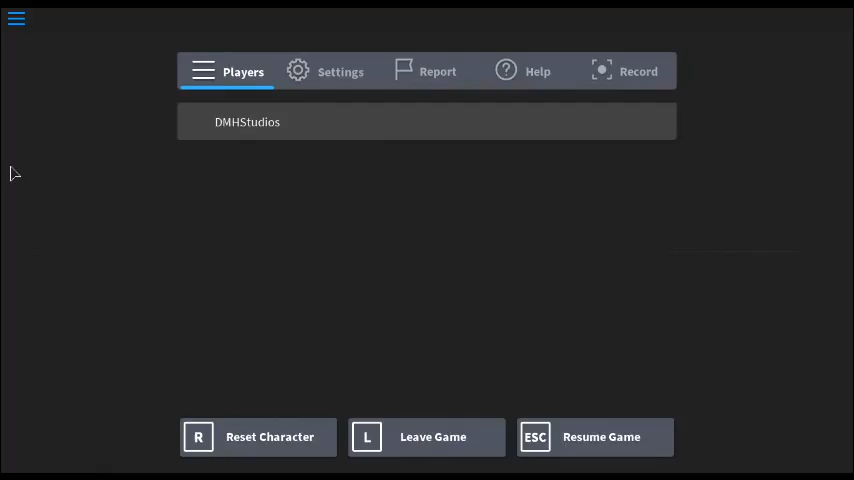 Players Settings Report Help Record
DMHStudios
R Reset Character L Leave Game ESC Resume Game